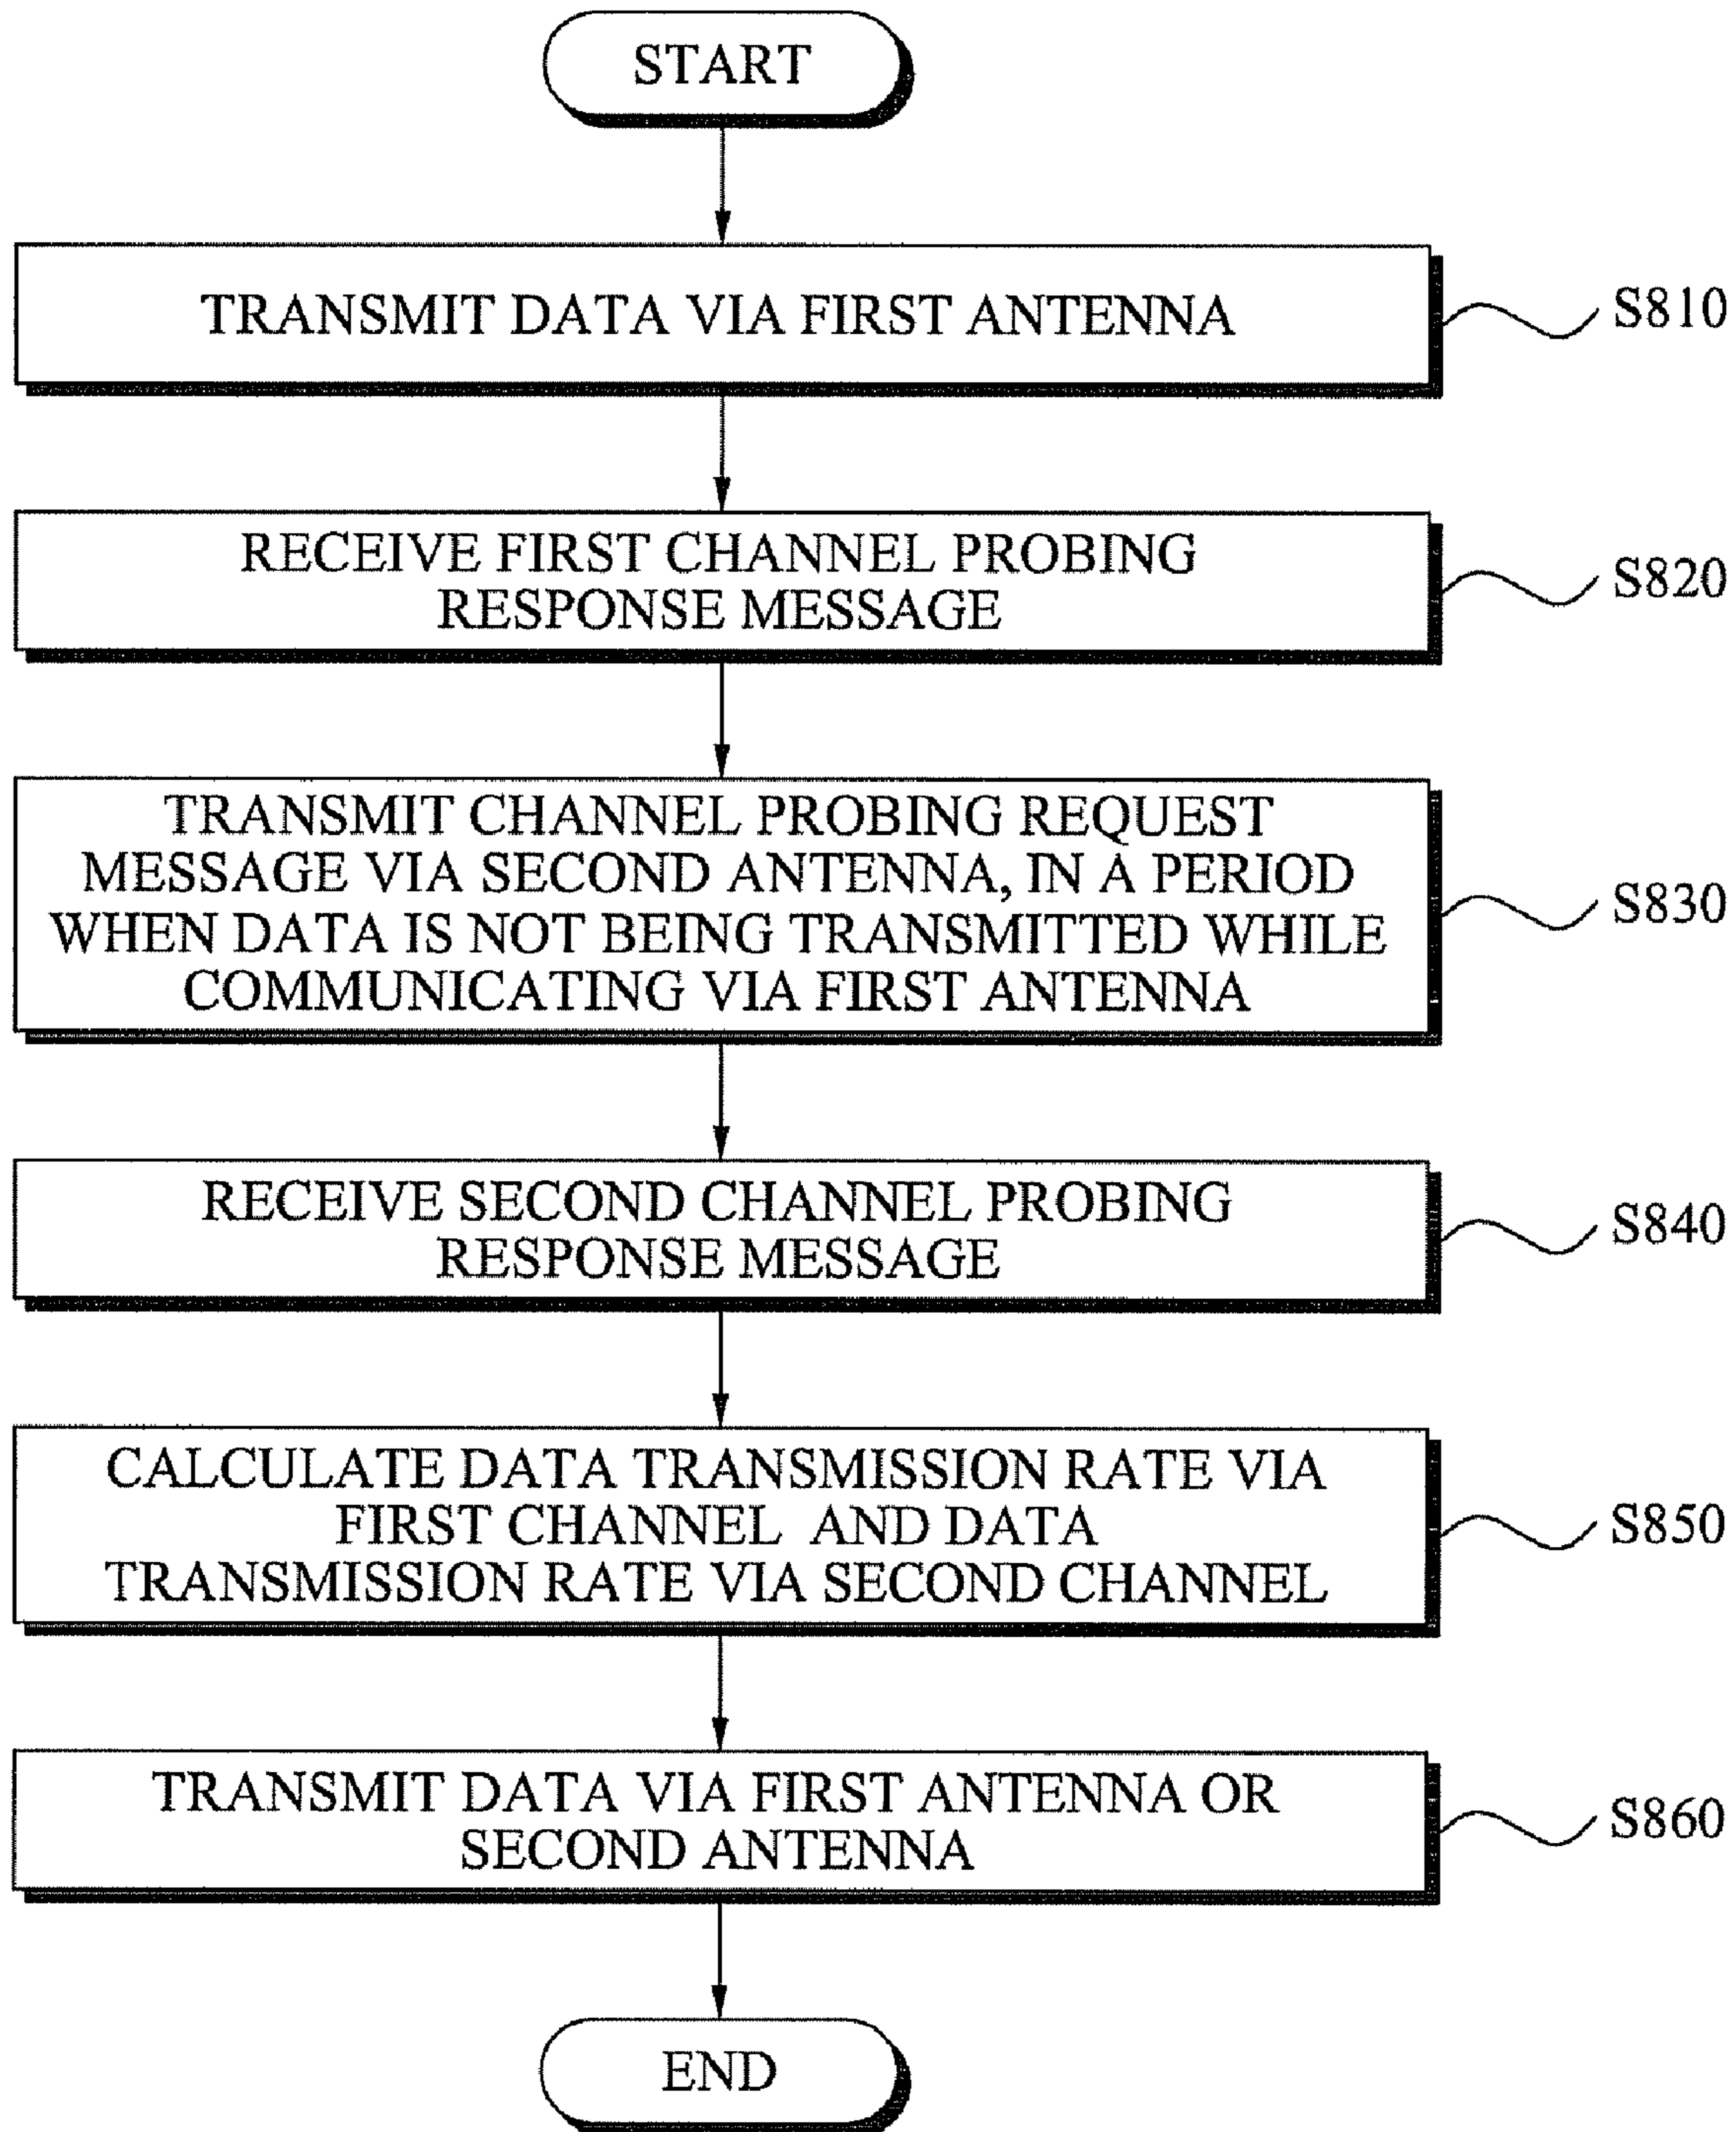 START
TRANSMIT DATA VIA FIRST ANTENNA
S810
RECEIVE FIRST CHANNEL PROBING
RESPONSE MESSAGE
S820
TRANSMIT CHANNEL PROBING REQUEST
MESSAGE VIA SECOND ANTENNA, IN A PERIOD
WHEN DATA IS NOT BEING TRANSMITTED WHILE
COMMUNICATING VIA FIRST ANTENNA
S830
RECEIVE SECOND CHANNEL PROBING
RESPONSE MESSAGE
S840
CALCULATE DATA TRANSMISSION RATE VIA
FIRST CHANNEL AND DATA
TRANSMISSION RATE VIA SECOND CHANNEL
S850
TRANSMIT DATA VIA FIRST ANTENNA OR
SECOND ANTENNA
S860
END